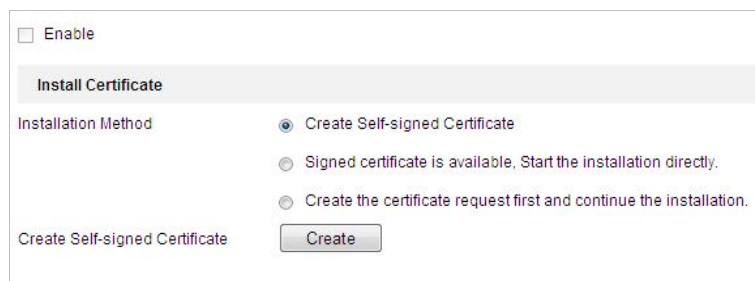 Enable
Install Certificate
Installation Method
Create Self-signed Certificate
Signed certificate is available, Start the installation directly.
Create the certificate request first and continue the installation.
Create Self-signed Certificate
Create